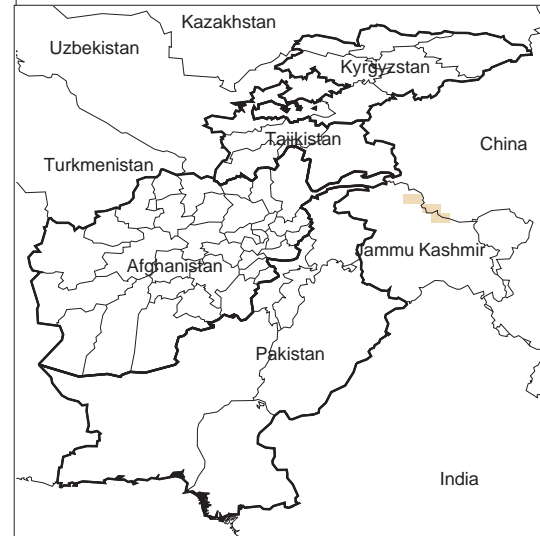 Kazakhstan
Uzbekistan
Kyrgyzstan
Tajikistan
China
Turkmenistan
Jammu Kashmir
Afghanistan
Pakistan
India